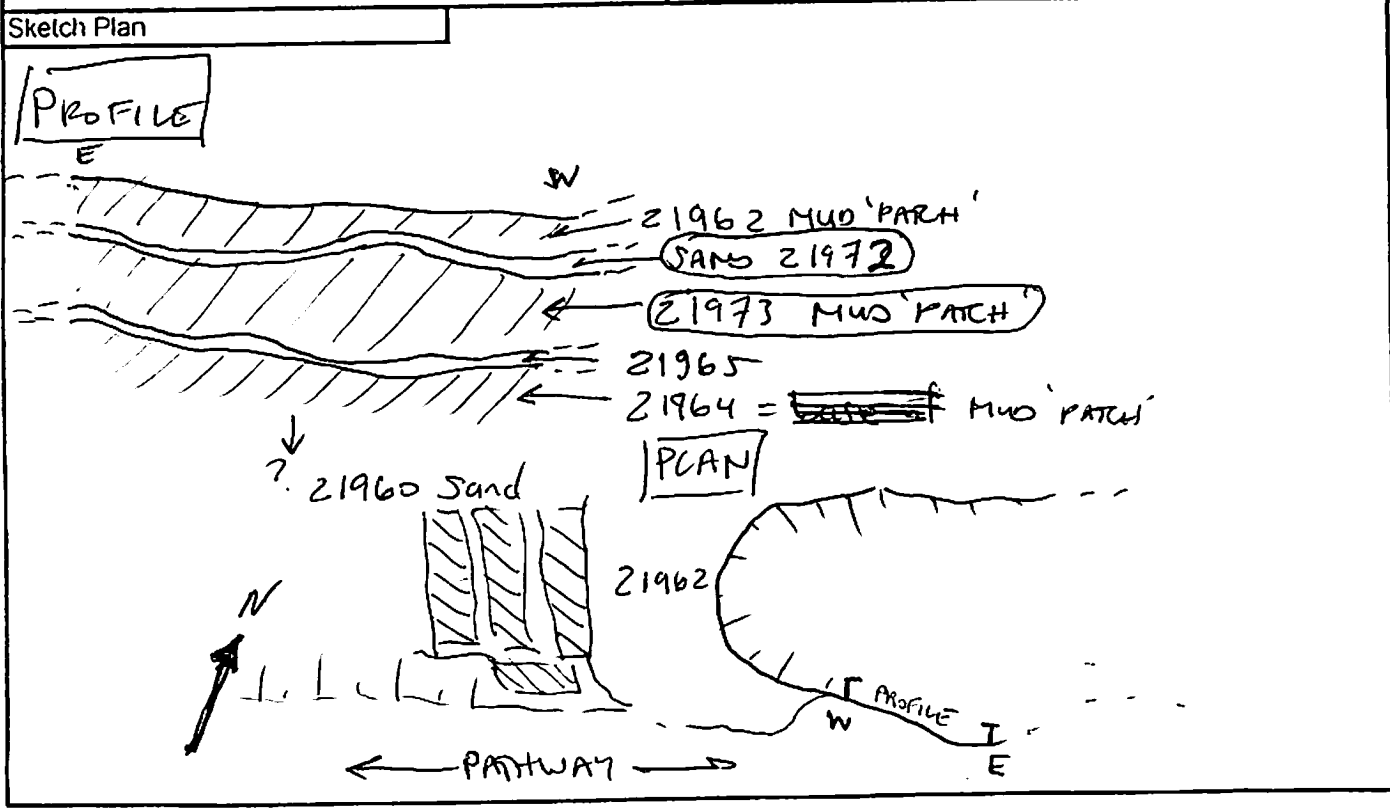 Sketch Plan
PROFILE
E
W
21962 MUD 'PATCH'
SAND 21972
21973 MUD 'PATCH'
21965
21964 = MUD 'PATCH'
?
21960 Sand
PLAN
21962
N
PROFILE
W
E
PATHWAY